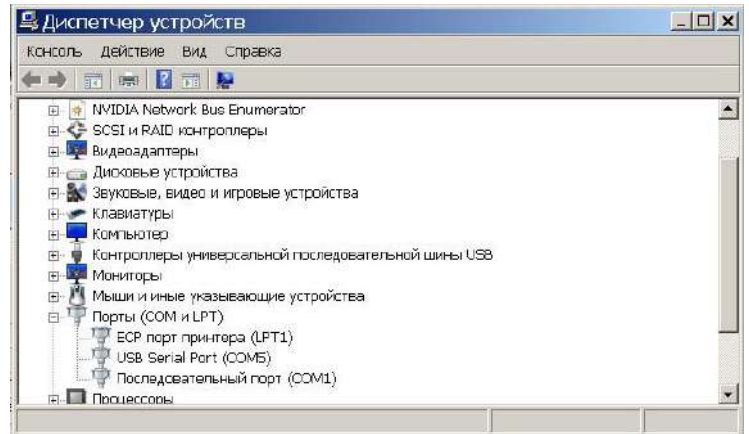 Диспетчер устройств
Консоль Действие Вид Справка
NVIDIA Network Bus Enumerator
SCSI и RAID контроллеры
Видеоадаптеры
Дисковые устройства
Звуковые, видео и игровые устройства
Клавиатуры
Компьютер
Контроллеры универсальной последовательной шины USB
Мониторы
Мыши и иные указывающие устройства
Порты (COM и LPT)
ECP порт принтера (LPT1)
USB Serial Port (COM5)
Последовательный порт (COM1)
Процессоры